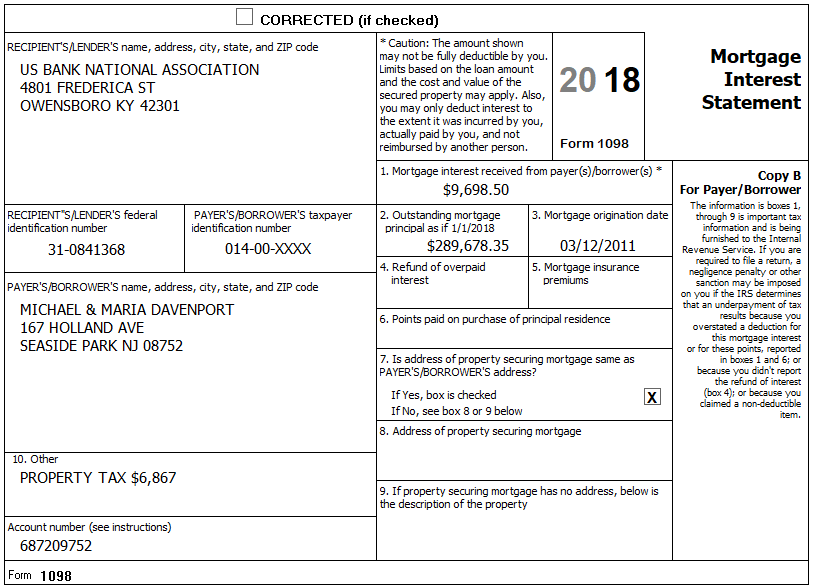 CORRECTED (if checked)
RECIPIENT'S/LENDER'S name, address, city, state, and ZIP code
US BANK NATIONAL ASSOCIATION
4801 FREDERICA ST
OWENSBORO KY 42301
* Caution: The amount shown
may not be fully deductible by you.
Limits based on the loan amount
and the cost and value of the
secured property may apply. Also,
you may only deduct interest to
the extent it was incurred by you,
actually paid by you, and not
reimbursed by another person.
2018
Form 1098
Mortgage
Interest
Statement
1. Mortgage interest received from payer(s)/borrower(s) *
$9,698.50
Copy B
For Payer/Borrower
The information is boxes 1,
through 9 is important tax
information and is being
furnished to the Internal
Revenue Service. If you are
required to file a return, a
negligence penalty or other
sanction may be imposed
on you if the IRS determines
that an underpayment of tax
results because you
overstated a deduction for
this mortgage interest
or for these points, reported
in boxes 1 and 6; or
because you didn't report
the refund of interest
(box 4); or because you
claimed a non-deductible
item.
RECIPIENT"S/LENDER'S federal
identification number
31-0841368
PAYER'S/BORROWER'S taxpayer
identification number
014-00-XXXX
2. Outstanding mortgage
principal as if 1/1/2018
$289,678.35
3. Mortgage origination date
03/12/2011
4. Refund of overpaid
interest
5. Mortgage insurance
premiums
PAYER'S/BORROWER'S name, address, city, state, and ZIP code
MICHAEL & MARIA DAVENPORT
167 HOLLAND AVE
SEASIDE PARK NJ 08752
6. Points paid on purchase of principal residence
7. Is address of property securing mortgage same as
PAYER'S/BORROWER'S address?
If Yes, box is checked
X
If No, see box 8 or 9 below
8. Address of property securing mortgage
10. Other
PROPERTY TAX $6,867
9. If property securing mortgage has no address, below is
the description of the property
Account number (see instructions)
687209752
Form 1098